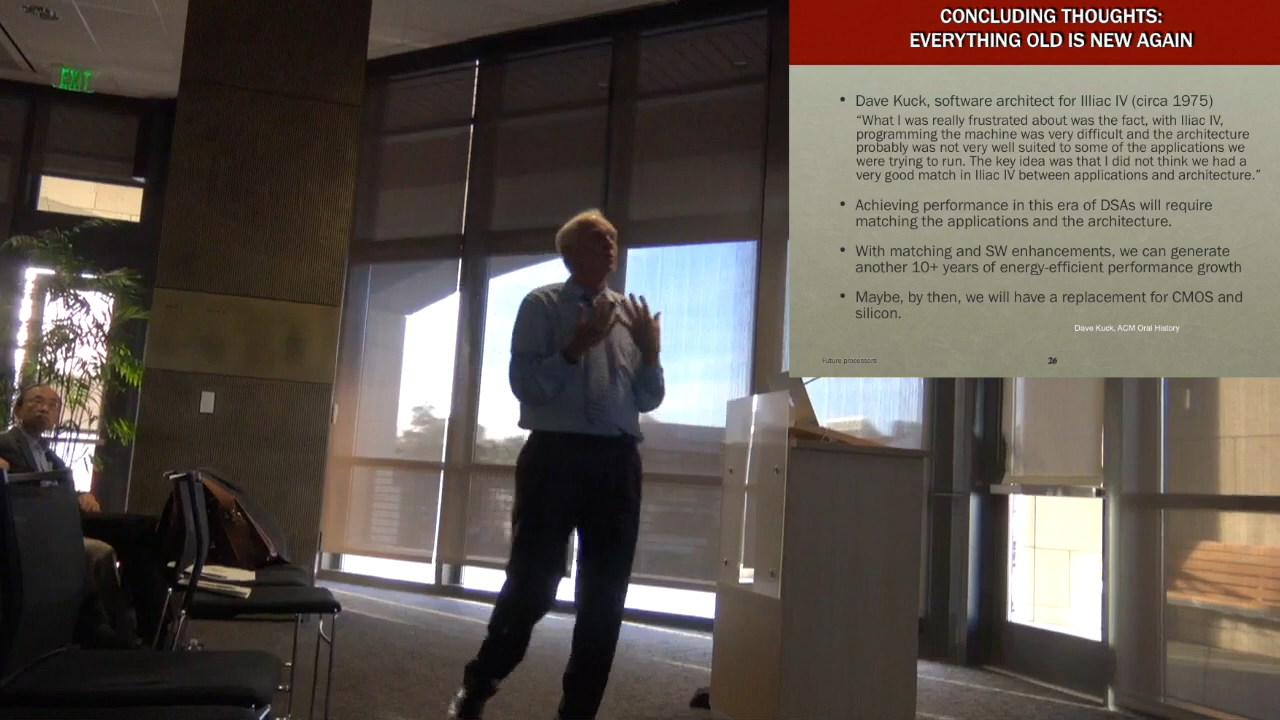 EXIT
CONCLUDING THOUGHTS:
EVERYTHING OLD IS NEW AGAIN
• Dave Kuck, software architect for Illiac IV (circa 1975)
“What I was really frustrated about was the fact, with Iliac IV,
programming the machine was very difficult and the architecture
probably was not very well suited to some of the applications we
were trying to run. The key idea was that I did not think we had a
very good match in Iliac IV between applications and architecture.”
• Achieving performance in this era of DSAs will require
matching the applications and the architecture.
• With matching and SW enhancements, we can generate
another 10+ years of energy-efficient performance growth
• Maybe, by then, we will have a replacement for CMOS and
silicon.
Dave Kuck, ACM Oral History
Future processors
26